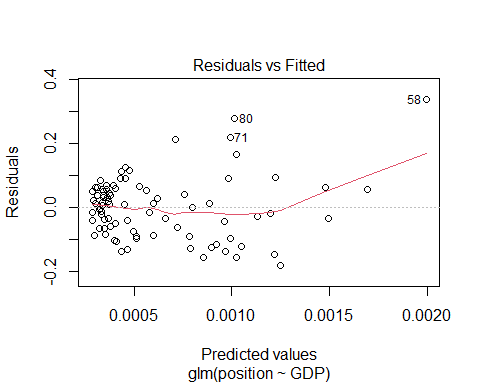 Residuals vs Fitted
0.4
0.2
0.0
-0.2
Residuals
58
80
71
0.0005 0.0010 0.0015 0.0020
Predicted values
glm(position ~ GDP)